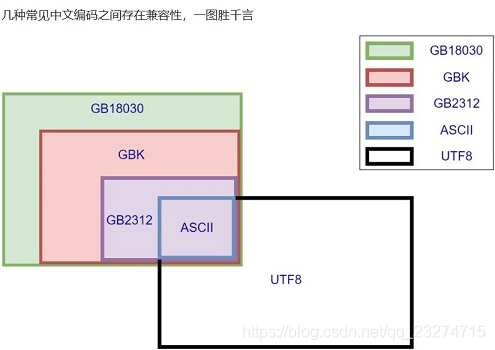 几种常见中文编码之间存在兼容性，一图胜千言
GB18030
GBK
GB2312
ASCII
UTF8
GB18030
GBK
GB2312
ASCII
UTF8
https://blog.csdn.net/qq_23274715